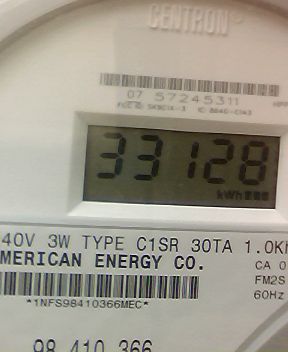 CENTRON
07 57245311
33128
kWh
40V 3W TYPE C1SR 30TA 1.0K
MERICAN ENERGY CO.
CA 0
FM2S
60Hz
*1NFS98410366MEC*
98 410 366